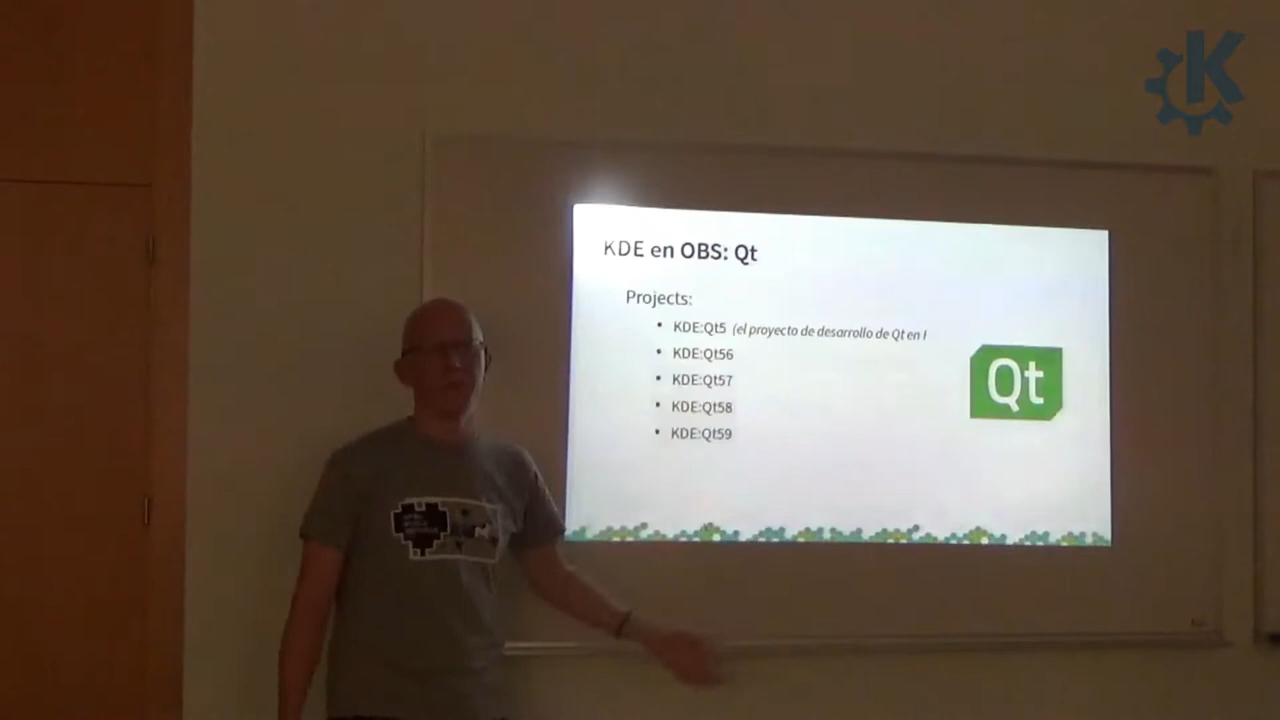 K
KDE en OBS: Qt
Projects:
• KDE:Qt5 (el proyecto de desarrollo de Qt en
• KDE:Qt56
• KDE:Qt57
• KDE:Qt58
• KDE:Qt59
Qt